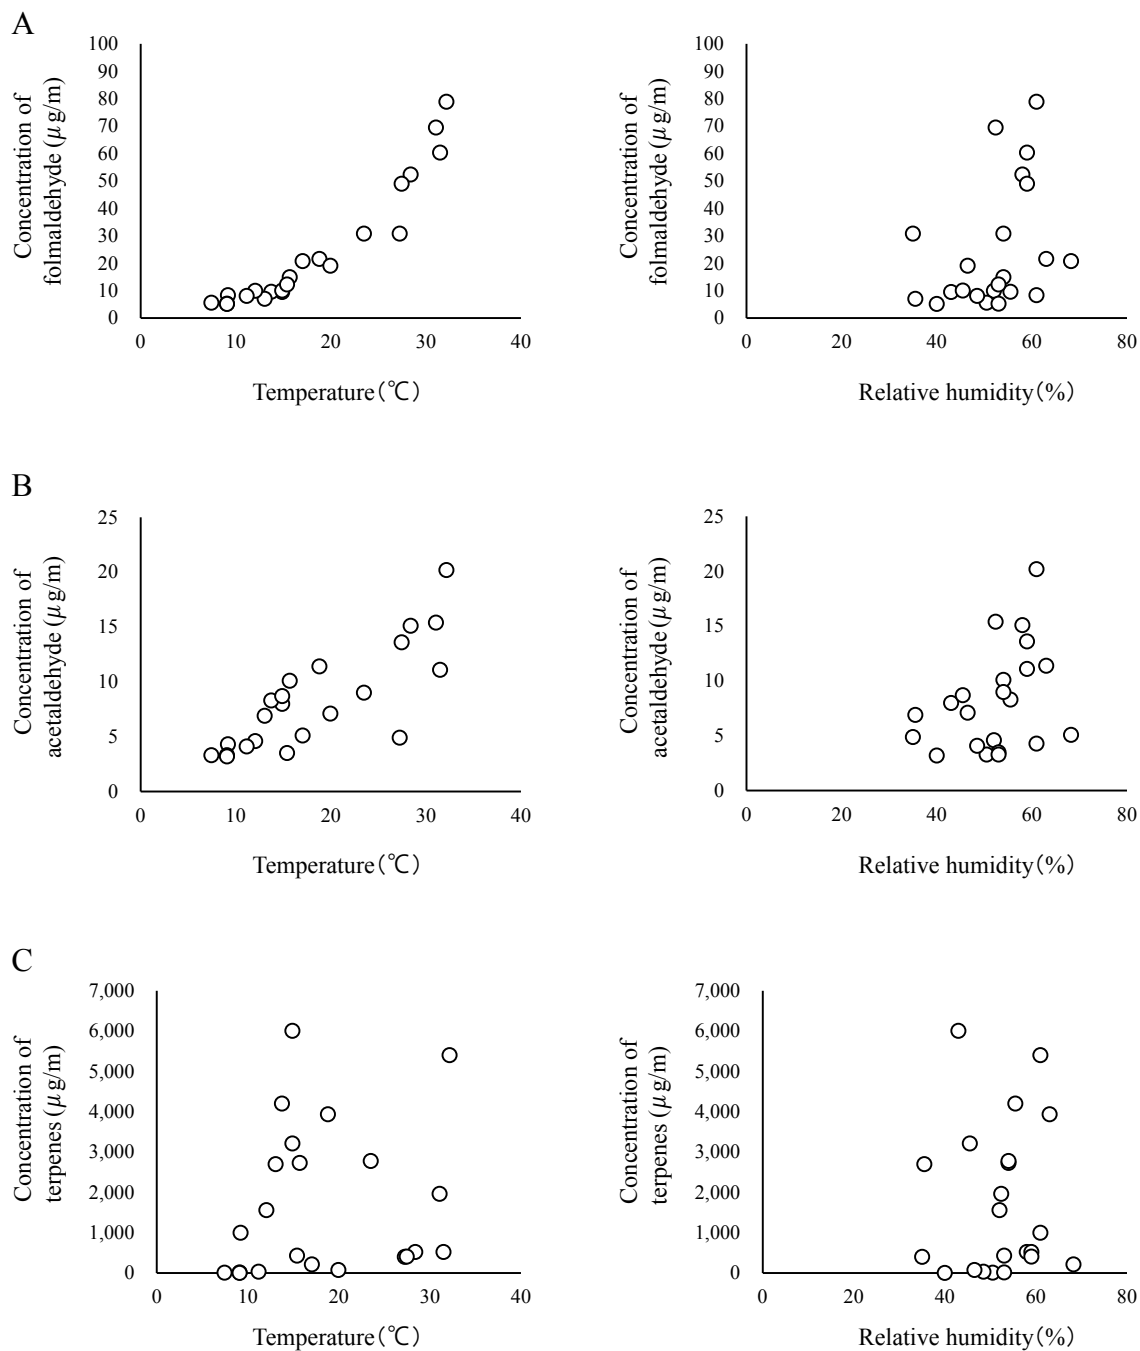 A
Concentration of
folmaldehyde (μg/m)
100
90
80
70
60
50
40
30
20
10
0
0 10 20 30 40
Temperature(℃)
Concentration of
folmaldehyde (μg/m)
100
90
80
70
60
50
40
30
20
10
0
0 20 40 60 80
Relative humidity(%)
B
Concentration of
acetaldehyde (μg/m)
25
20
15
10
5
0
0 10 20 30 40
Temperature(℃)
Concentration of
acetaldehyde (μg/m)
25
20
15
10
5
0
0 20 40 60 80
Relative humidity(%)
C
Concentration of
terpenes (μg/m)
7,000
6,000
5,000
4,000
3,000
2,000
1,000
0
0 10 20 30 40
Temperature(℃)
Concentration of
terpenes (μg/m)
7,000
6,000
5,000
4,000
3,000
2,000
1,000
0
0 20 40 60 80
Relative humidity(%)